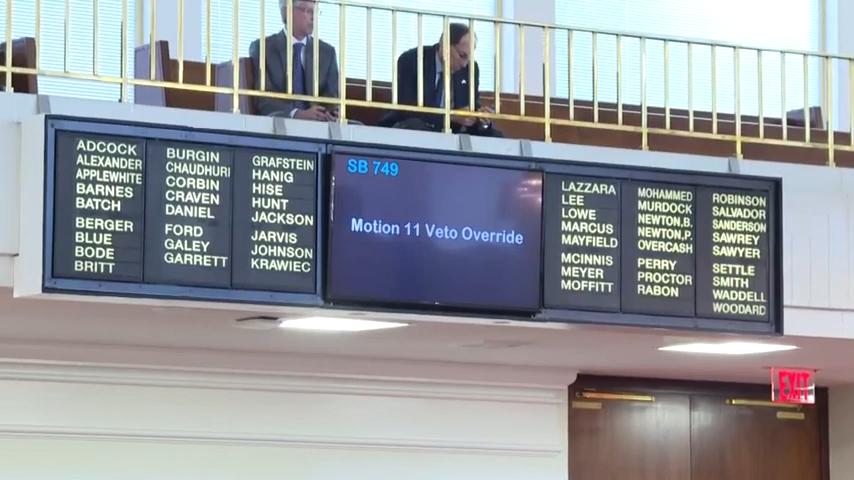 ADCOCK
ALEXANDER
APPLEWHITE
BARNES
BATCH
BERGER
BLUE
BODE
BRITT
BURGIN
CHAUDHURI
CORBIN
CRAVEN
DANIEL
FORD
GALEY
GARRETT
GRAFSTEIN
HANIG
HISE
HUNT
JACKSON
JARVIS
JOHNSON
KRAWIEC
SB 749
Motion 11 Veto Override
LAZZARA
LEE
LOWE
MARCUS
MAYFIELD
MCINNIS
MEYER
MOFFITT
MOHAMMED
MURDOCK
NEWTON,B.
NEWTON,P.
OVERCASH
PERRY
PROCTOR
RABON
ROBINSON
SALVADOR
SANDERSON
SAWREY
SAWYER
SETTLE
SMITH
WADDELL
WOODARD
EXIT